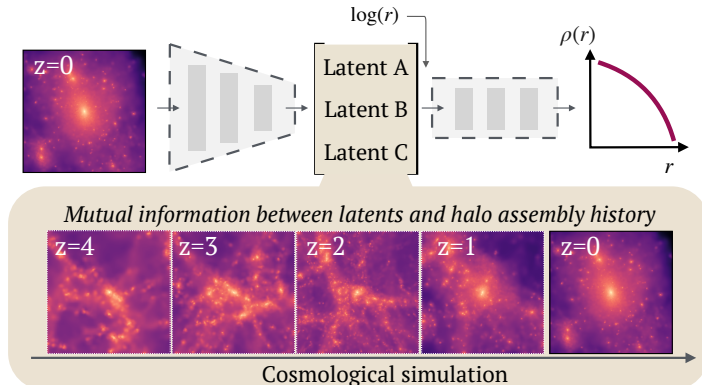 log(r)
z=0
ρ(r)
Latent A
Latent B
Latent C
r
Mutual information between latents and halo assembly history
z=4
z=3
z=2
z=1
z=0
Cosmological simulation